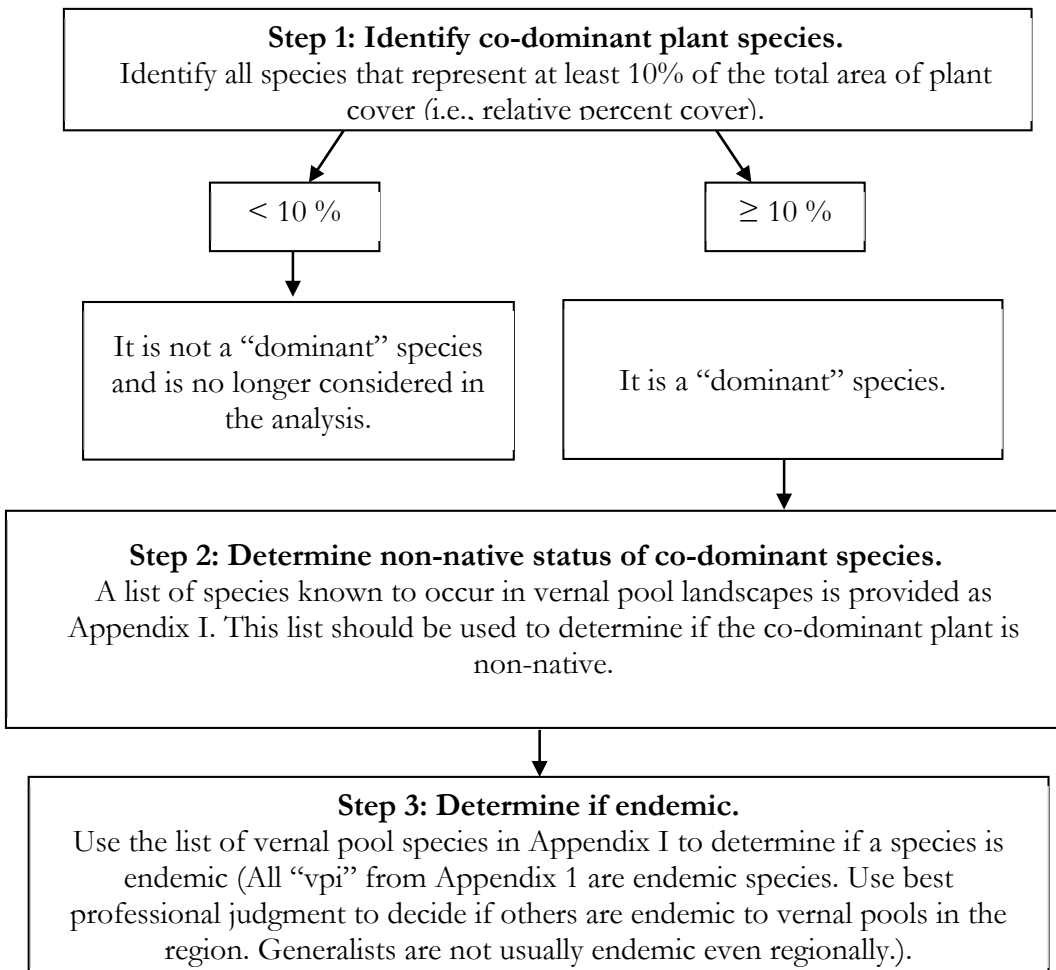 Step 1: Identify co-dominant plant species.
Identify all species that represent at least 10% of the total area of plant
cover (i.e., relative percent cover).
< 10 %
≥ 10 %
It is not a “dominant” species
and is no longer considered in
the analysis.
It is a “dominant” species.
Step 2: Determine non-native status of co-dominant species.
A list of species known to occur in vernal pool landscapes is provided as
Appendix I. This list should be used to determine if the co-dominant plant is
non-native.
Step 3: Determine if endemic.
Use the list of vernal pool species in Appendix I to determine if a species is
endemic (All “vpi” from Appendix 1 are endemic species. Use best
professional judgment to decide if others are endemic to vernal pools in the
region. Generalists are not usually endemic even regionally.).